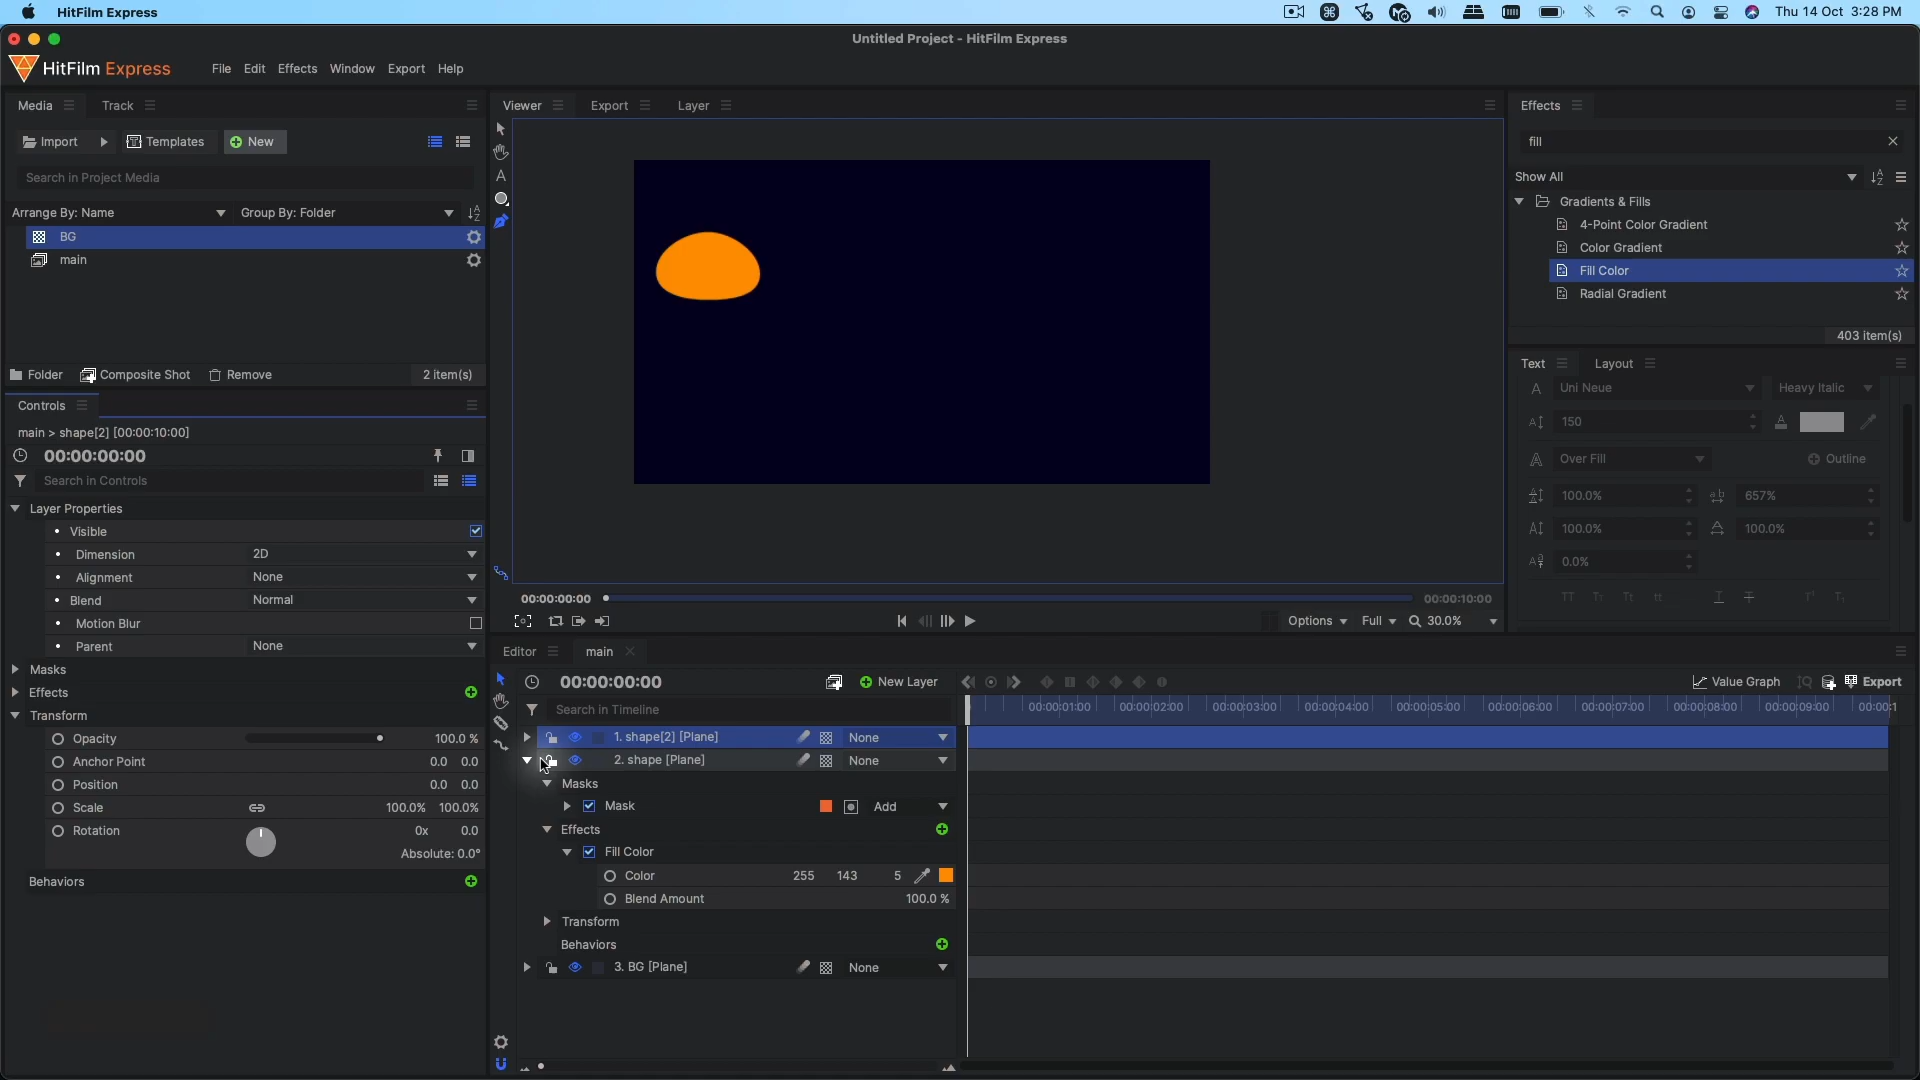 HitFilm Express
Thu 14 Oct 3:28 PM
Untitled Project - HitFilm Express
HitFilm Express
File Edit Effects Window Export Help
Media
Track
Import
Templates
New
Search in Project Media
Arrange By: Name
Group By: Folder
BG
main
Folder
Composite Shot
Remove
2 item(s)
Controls
main > shape[2] [00:00:10:00]
00:00:00:00
Search in Controls
Layer Properties
Visible
Dimension 2D
Alignment None
Blend Normal
Motion Blur
Parent None
Masks
Effects
Transform
Opacity 100.0 %
Anchor Point 0.0 0.0
Position 0.0 0.0
Scale 100.0% 100.0%
Rotation 0x 0.0
Absolute: 0.0°
Behaviors
Viewer
Export
Layer
00:00:00:00
00:00:10:00
Options Full 30.0%
Editor
main
00:00:00:00
New Layer
Value Graph
Export
Search in Timeline
00:00:01:00 00:00:02:00 00:00:03:00 00:00:04:00 00:00:05:00 00:00:06:00 00:00:07:00 00:00:08:00 00:00:09:00 00:00:1
1. shape[2] [Plane] None
2. shape [Plane] None
Masks
Mask Add
Effects
Fill Color
Color 255 143 5
Blend Amount 100.0 %
Transform
Behaviors
3. BG [Plane] None
Effects
fill
Show All
Gradients & Fills
4-Point Color Gradient
Color Gradient
Fill Color
Radial Gradient
403 item(s)
Text
Layout
Uni Neue Heavy Italic
150
Over Fill
Outline
100.0% 657%
100.0% 100.0%
0.0%